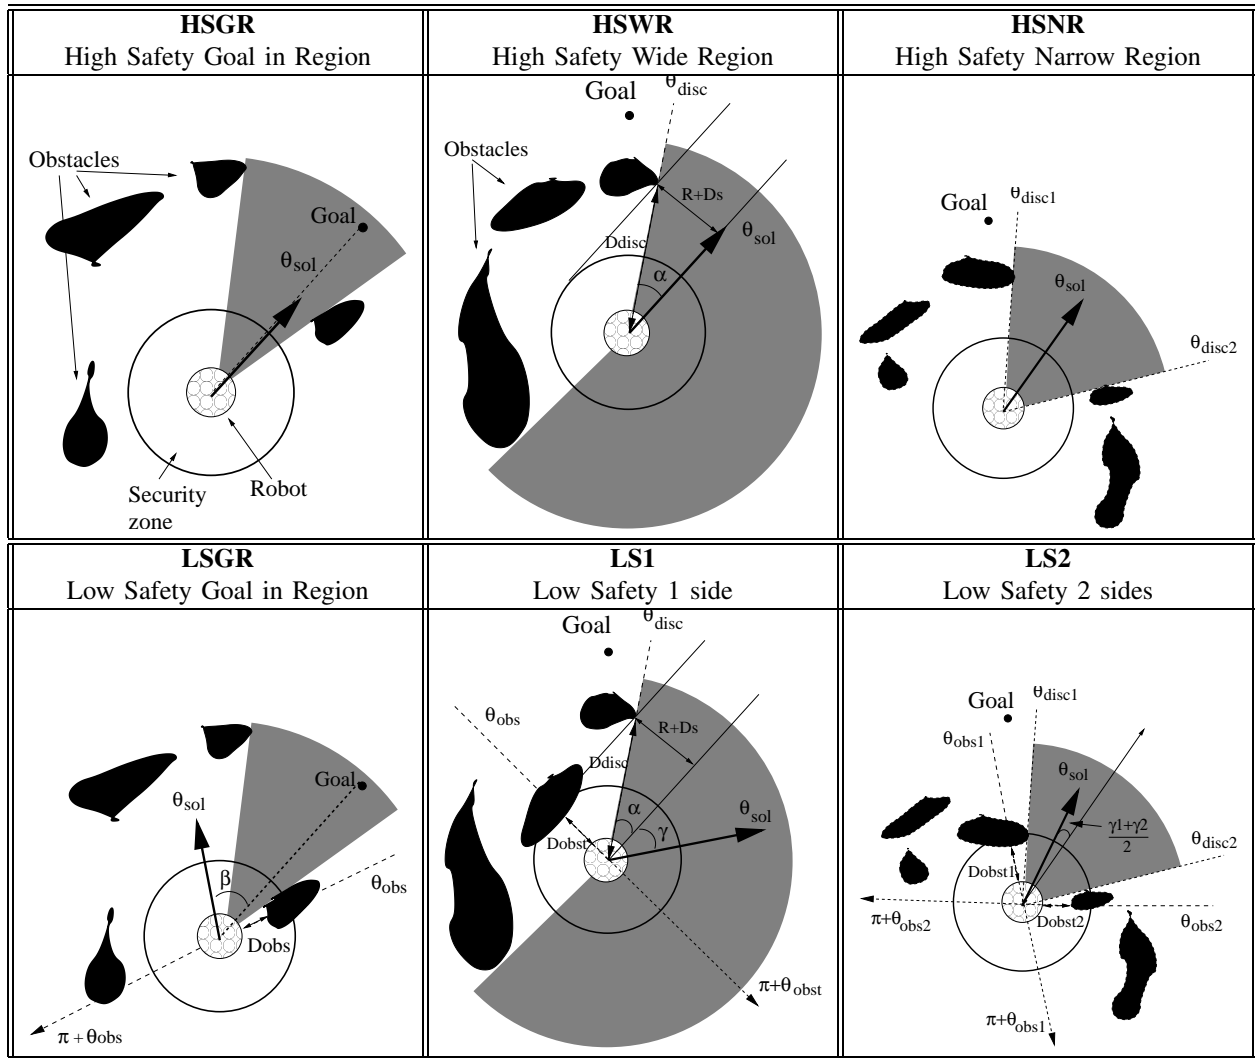 HSGR
High Safety Goal in Region
Obstacles
Goal
θsol
Security
zone
Robot
HSWR
High Safety Wide Region
Goal
θdisc
Obstacles
R+Ds
θsol
Ddisc
α
HSNR
High Safety Narrow Region
Goal
θdisc1
θsol
θdisc2
LSGR
Low Safety Goal in Region
Goal
θsol
β
θobs
Dobs
π + θobs
LS1
Low Safety 1 side
Goal
θdisc
θobs
R+Ds
Ddisc
α
θsol
γ
Dobst
π+θobst
LS2
Low Safety 2 sides
Goal
θdisc1
θobs1
θsol
γ1+γ2
2
θdisc2
Dobst1
π+θobs2
Dobst2
θobs2
π+θobs1